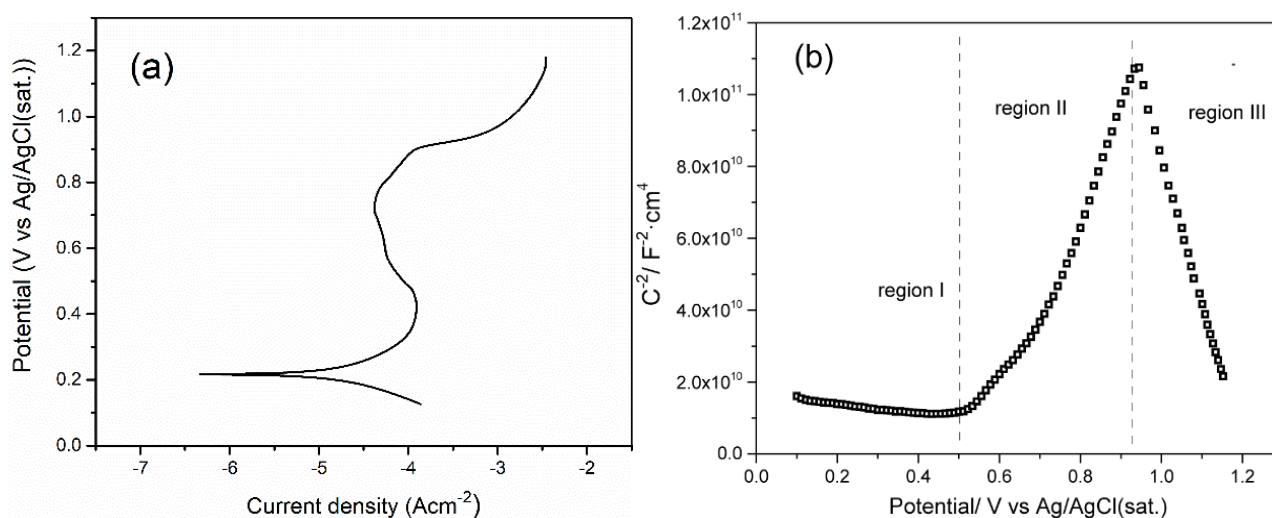 (a)
Potential (V vs Ag/AgCl(sat.))
1.2
1.0
0.8
0.6
0.4
0.2
0.0
-7
-6
-5
-4
-3
-2
Current density (Acm⁻²)
(b)
C⁻²/ F⁻²·cm⁴
1.2x10¹¹
1.0x10¹¹
8.0x10¹⁰
6.0x10¹⁰
4.0x10¹⁰
2.0x10¹⁰
0.0
region I
region II
region III
0.0
0.2
0.4
0.6
0.8
1.0
1.2
Potential/ V vs Ag/AgCl(sat.)